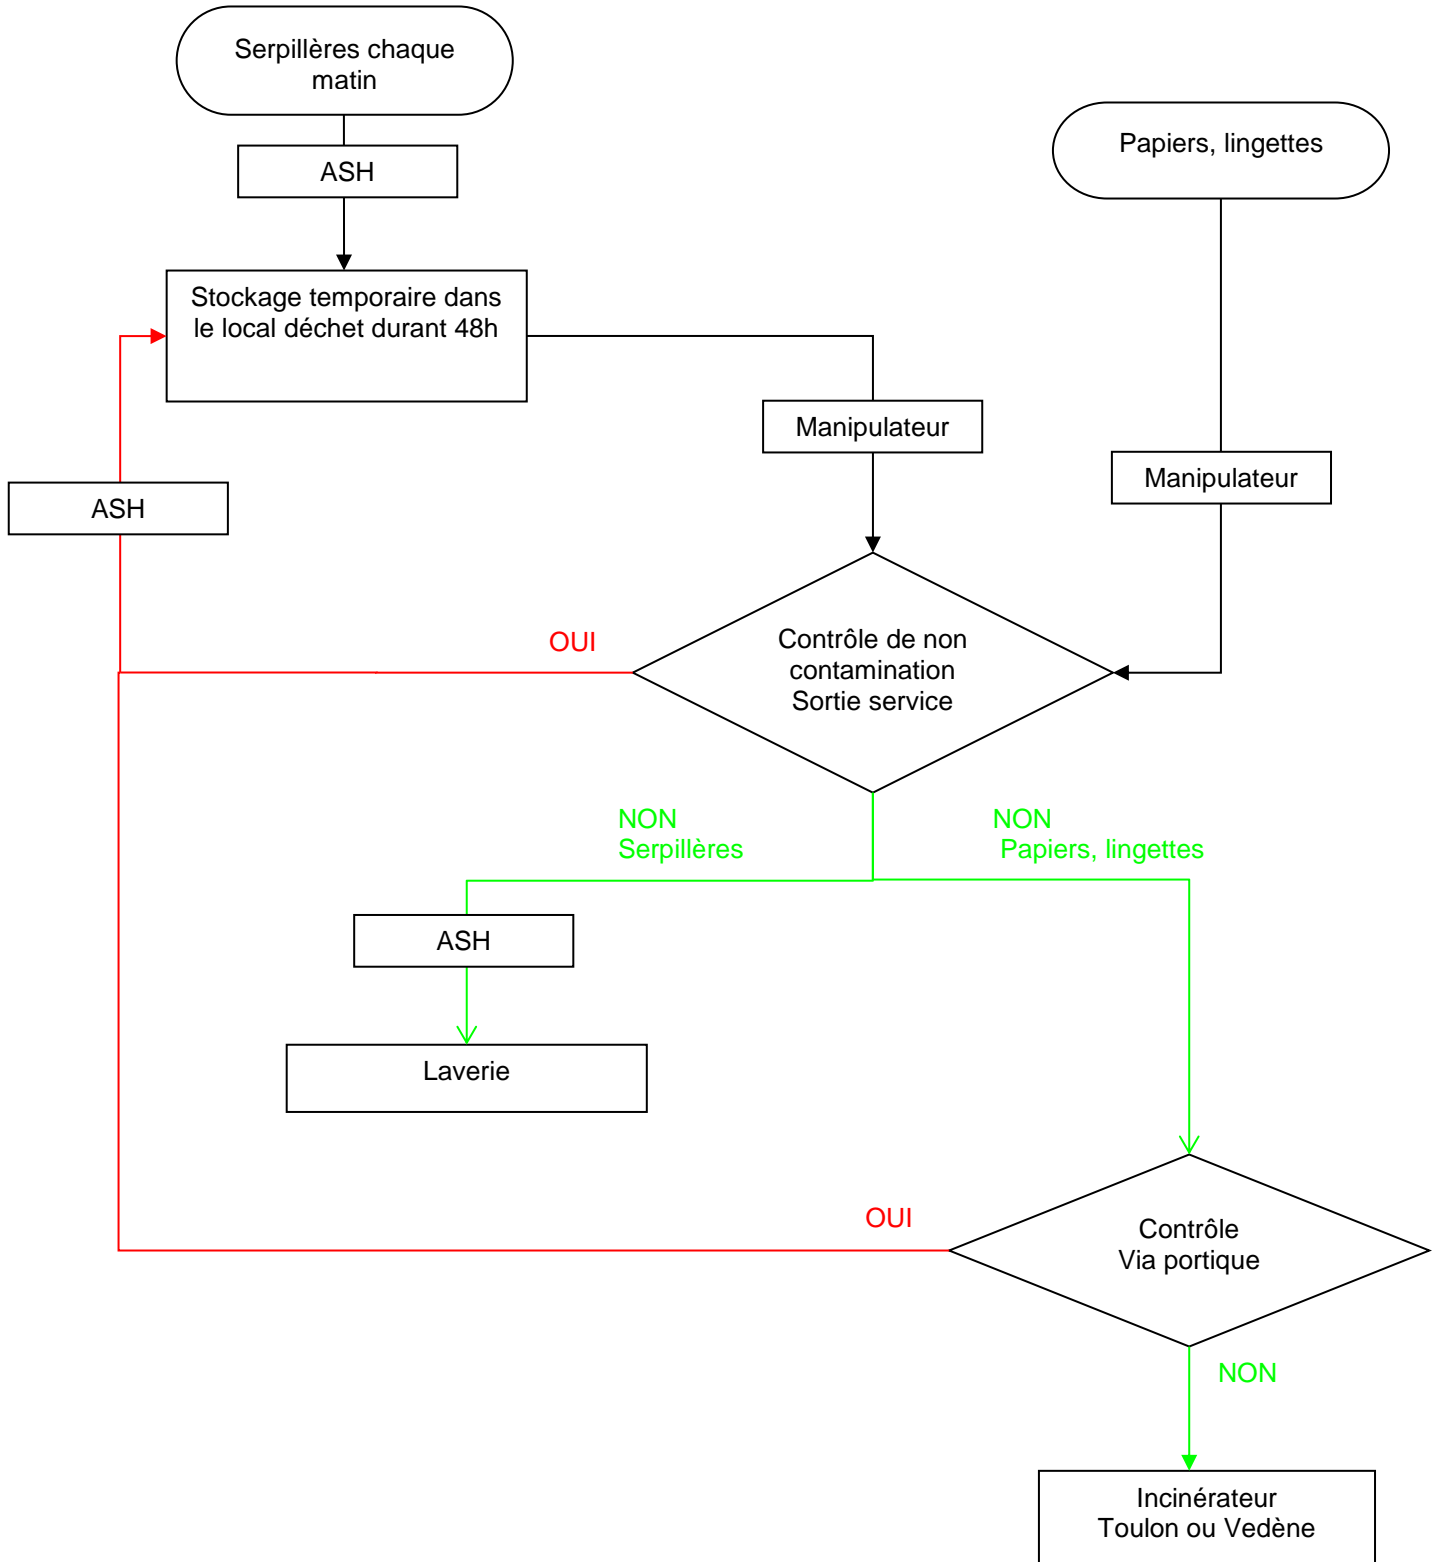 Serpillères chaque
matin
Papiers, lingettes
ASH
Stockage temporaire dans
le local déchet durant 48h
Manipulateur
Manipulateur
ASH
OUI
Contrôle de non
contamination
Sortie service
NON
Serpillères
NON
Papiers, lingettes
ASH
Laverie
OUI
Contrôle
Via portique
NON
Incinérateur
Toulon ou Vedène